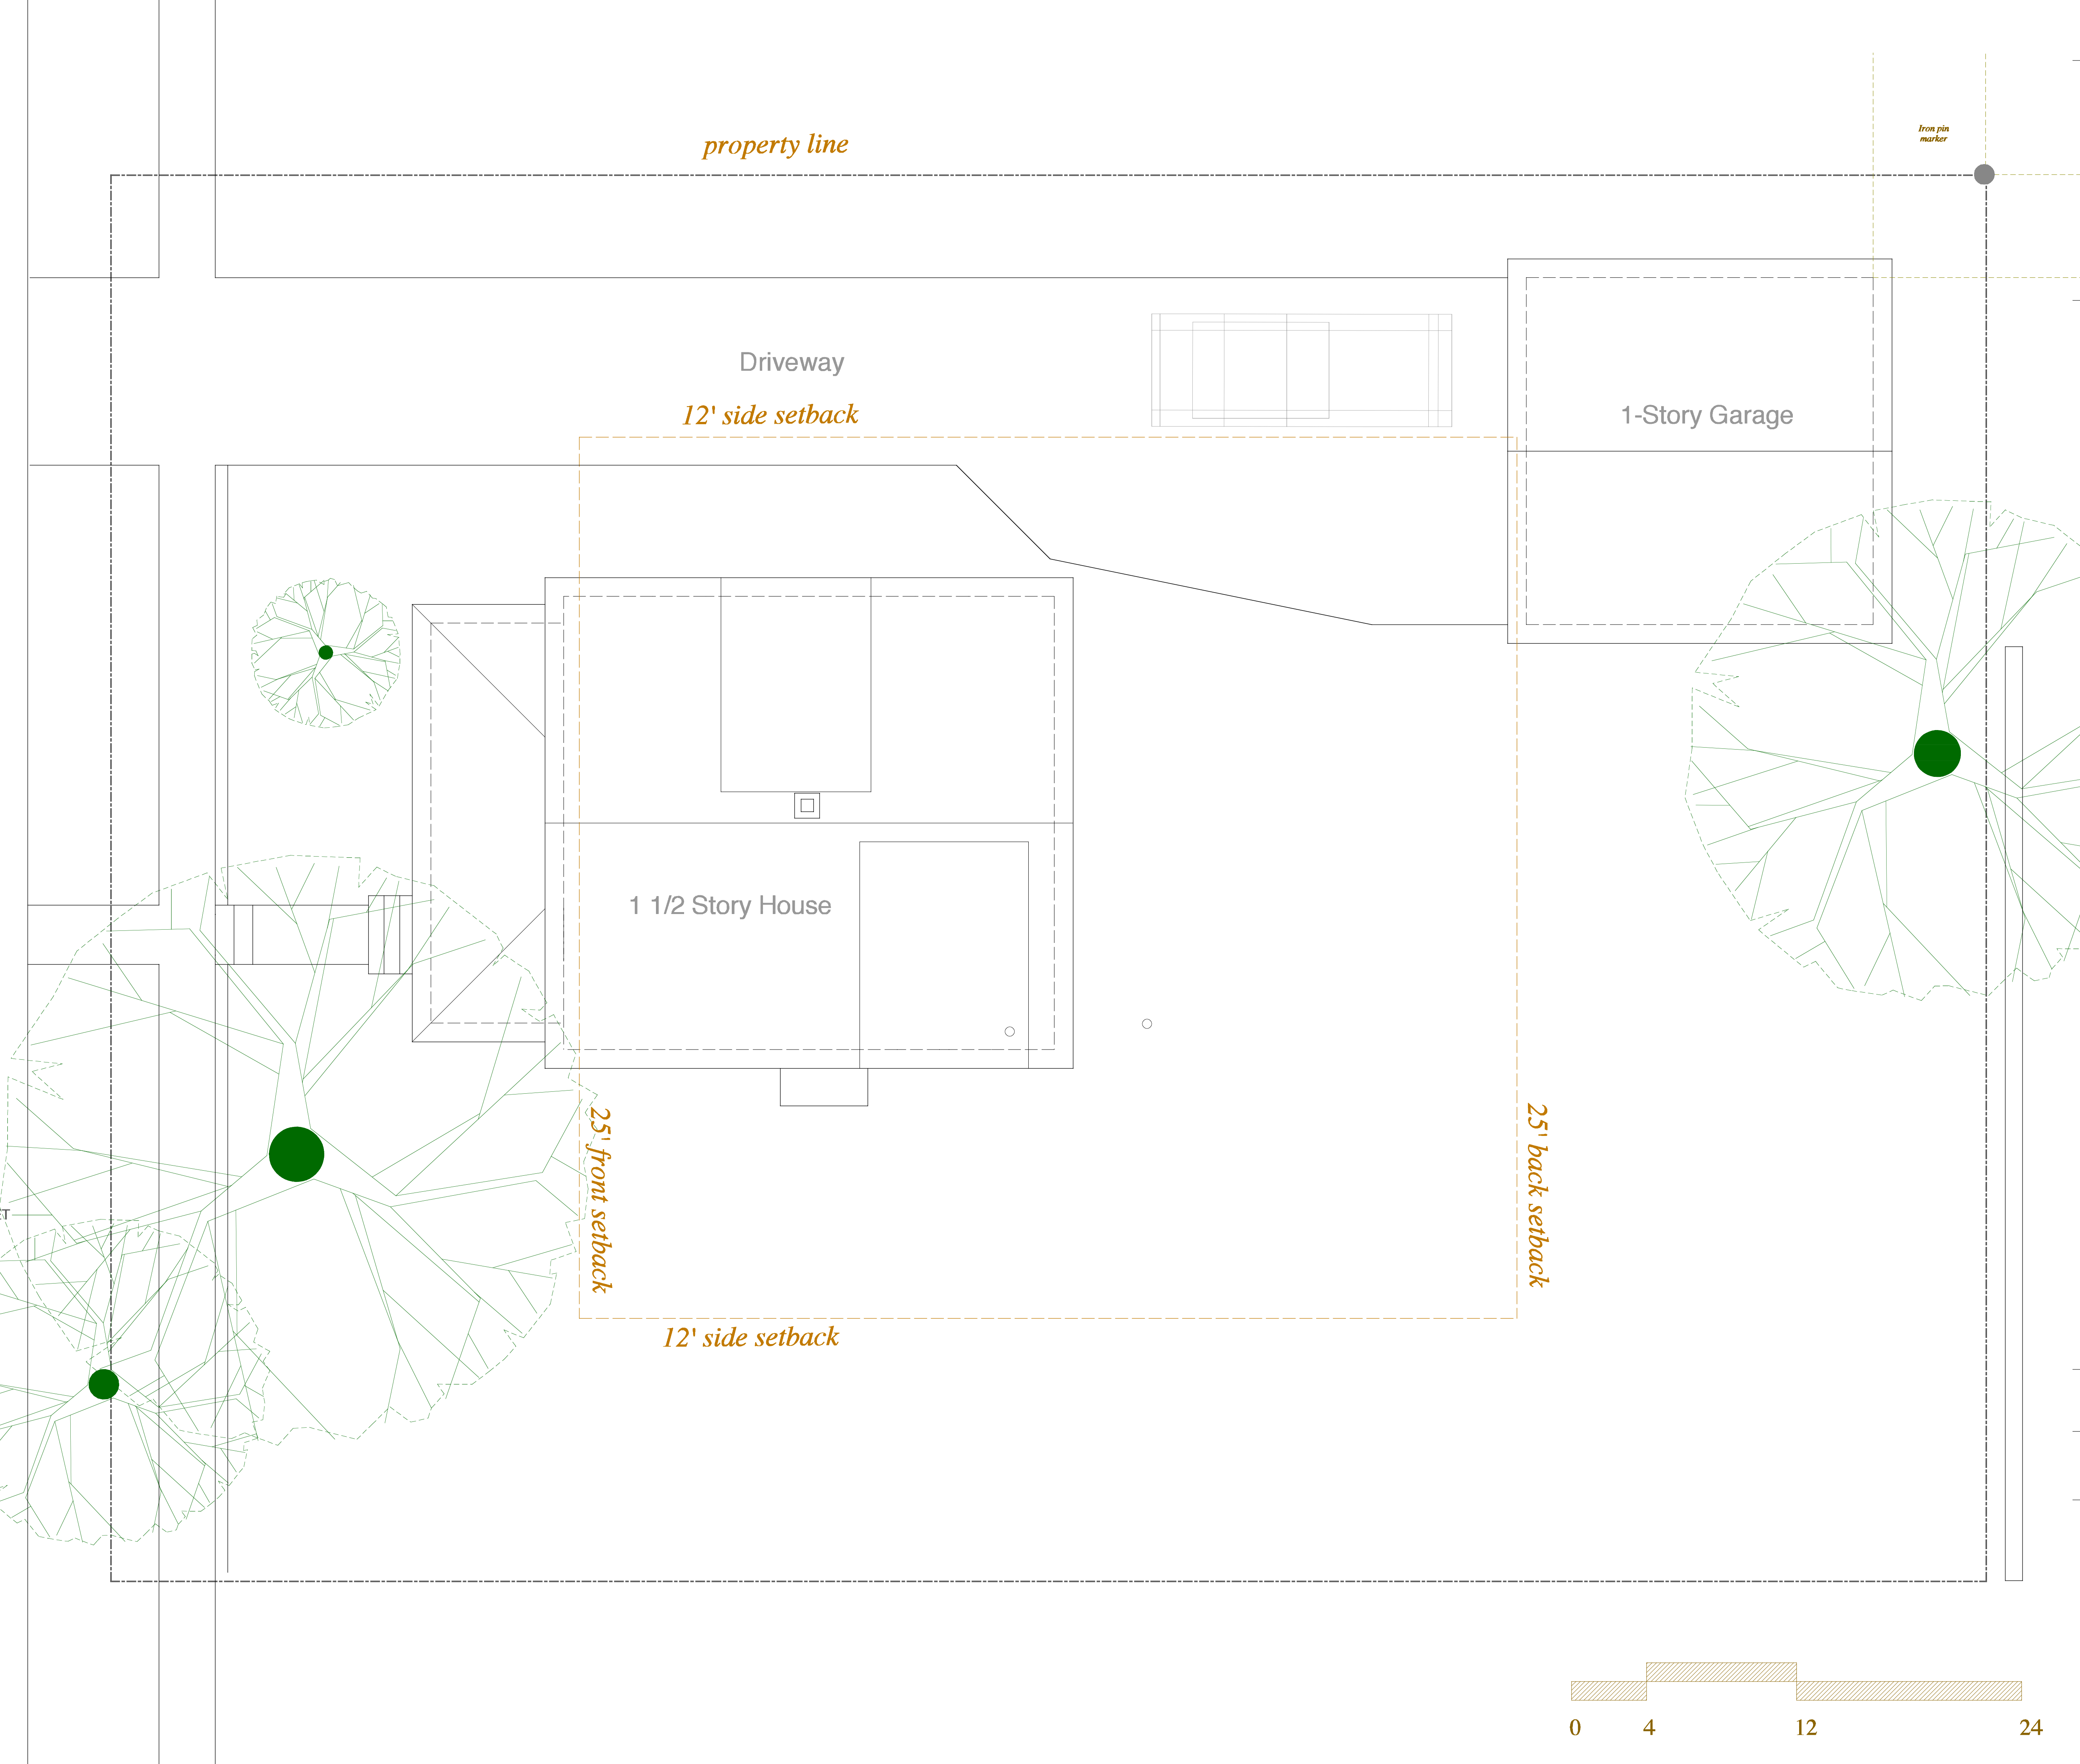 property line
Iron pin
marker
Driveway
12' side setback
1-Story Garage
1 1/2 Story House
25' front setback
25' back setback
T
12' side setback
0 4 12 24